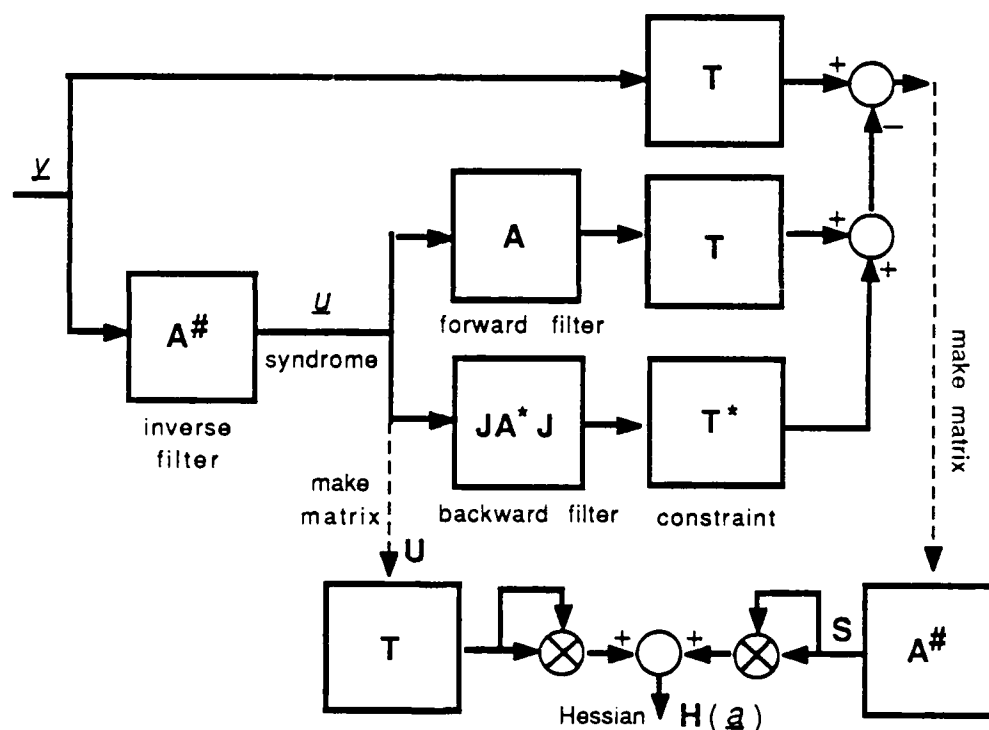 T
+
−
y
A
T
+
+
forward filter
A#
u
syndrome
inverse
filter
JA* J
T*
make
matrix
backward filter
constraint
make matrix
U
T
+
+
S
A#
Hessian
H(a)